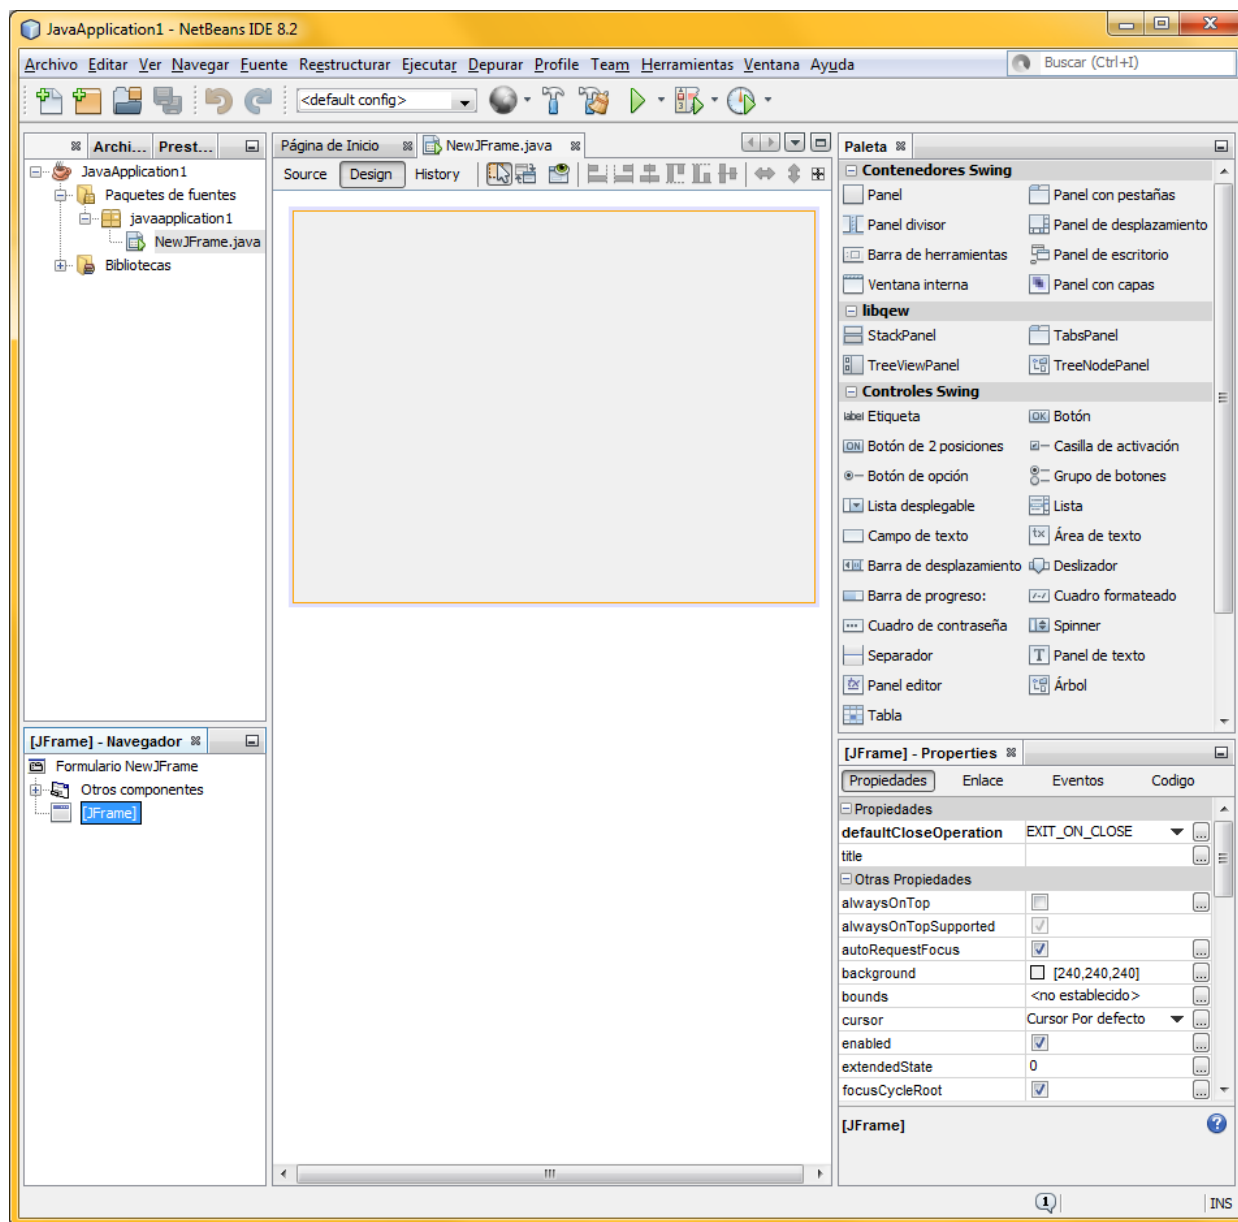 JavaApplication1 - NetBeans IDE 8.2
Archivo Editar Ver Navegar Fuente Reestructurar Ejecutar Depurar Profile Team Herramientas Ventana Ayuda
Buscar (Ctrl+I)
<default config>
Archi... Prest...
JavaApplication1
Paquetes de fuentes
javaapplication1
NewJFrame.java
Bibliotecas
[JFrame] - Navegador
Formulario NewJFrame
Otros componentes
[JFrame]
Página de Inicio NewJFrame.java
Source Design History
Paleta
Contenedores Swing
Panel Panel con pestañas
Panel divisor Panel de desplazamiento
Barra de herramientas Panel de escritorio
Ventana interna Panel con capas
libqew
StackPanel TabsPanel
TreeViewPanel TreeNodePanel
Controles Swing
label Etiqueta OK Botón
ON Botón de 2 posiciones Casilla de activación
Botón de opción Grupo de botones
Lista desplegable Lista
Campo de texto tx Área de texto
Barra de desplazamiento Deslizador
Barra de progreso: Cuadro formateado
Cuadro de contraseña Spinner
Separador T Panel de texto
Panel editor Árbol
Tabla
[JFrame] - Properties
Propiedades Enlace Eventos Codigo
Propiedades
defaultCloseOperation EXIT_ON_CLOSE ...
title ...
Otras Propiedades
alwaysOnTop ...
alwaysOnTopSupported
autoRequestFocus ...
background [240,240,240] ...
bounds <no establecido> ...
cursor Cursor Por defecto ...
enabled ...
extendedState 0 ...
focusCycleRoot ...
[JFrame] ?
1 INS